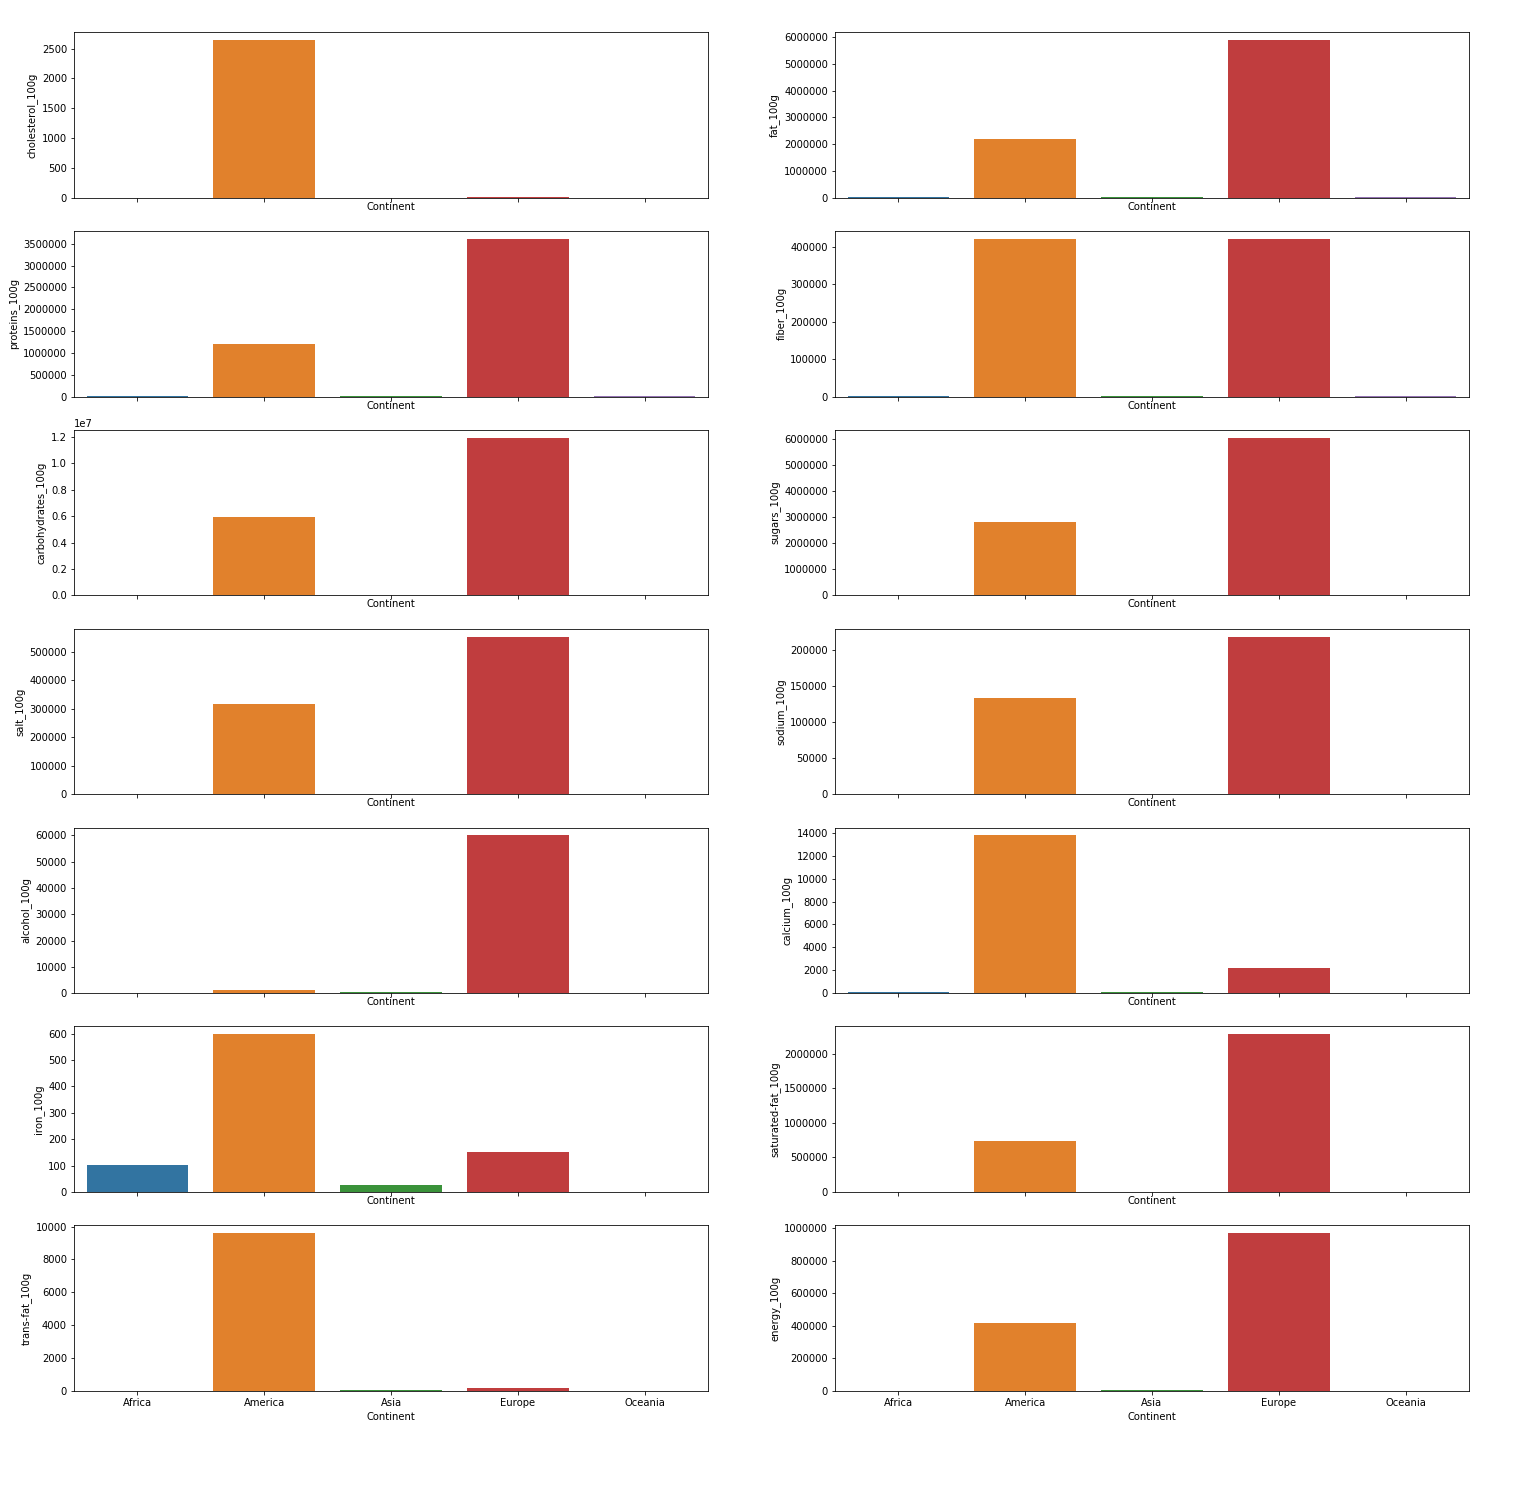 2500
2000
1500
1000
500
0
cholesterol_100g
Continent
6000000
5000000
4000000
3000000
2000000
1000000
0
fat_100g
Continent
3500000
3000000
2500000
2000000
1500000
1000000
500000
0
proteins_100g
Continent
400000
300000
200000
100000
0
fiber_100g
Continent
1e7
1.2
1.0
0.8
0.6
0.4
0.2
0.0
carbohydrates_100g
Continent
6000000
5000000
4000000
3000000
2000000
1000000
0
sugars_100g
Continent
500000
400000
300000
200000
100000
0
salt_100g
Continent
200000
150000
100000
50000
0
sodium_100g
Continent
60000
50000
40000
30000
20000
10000
0
alcohol_100g
Continent
14000
12000
10000
8000
6000
4000
2000
0
calcium_100g
Continent
600
500
400
300
200
100
0
iron_100g
Continent
2000000
1500000
1000000
500000
0
saturated-fat_100g
Continent
10000
8000
6000
4000
2000
0
trans-fat_100g
Africa America Asia Europe Oceania
Continent
1000000
800000
600000
400000
200000
0
energy_100g
Africa America Asia Europe Oceania
Continent